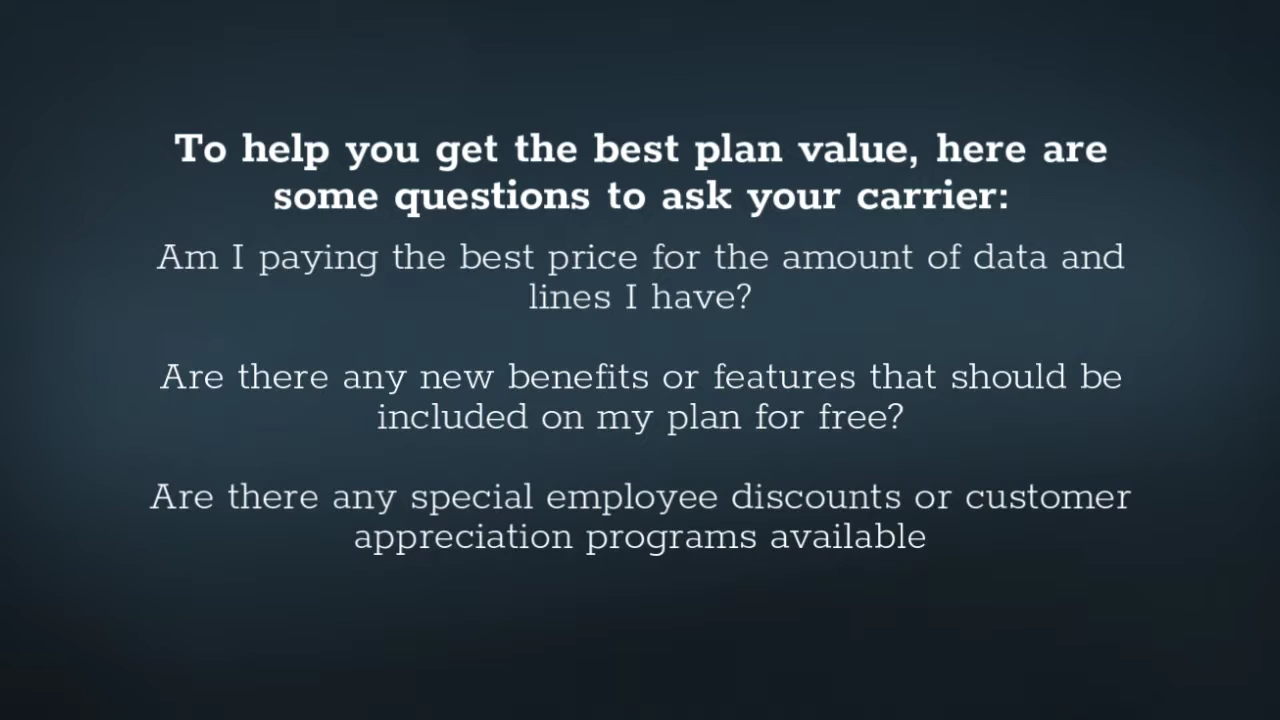 To help you get the best plan value, here are
some questions to ask your carrier:
Am I paying the best price for the amount of data and
lines I have?
Are there any new benefits or features that should be
included on my plan for free?
Are there any special employee discounts or customer
appreciation programs available